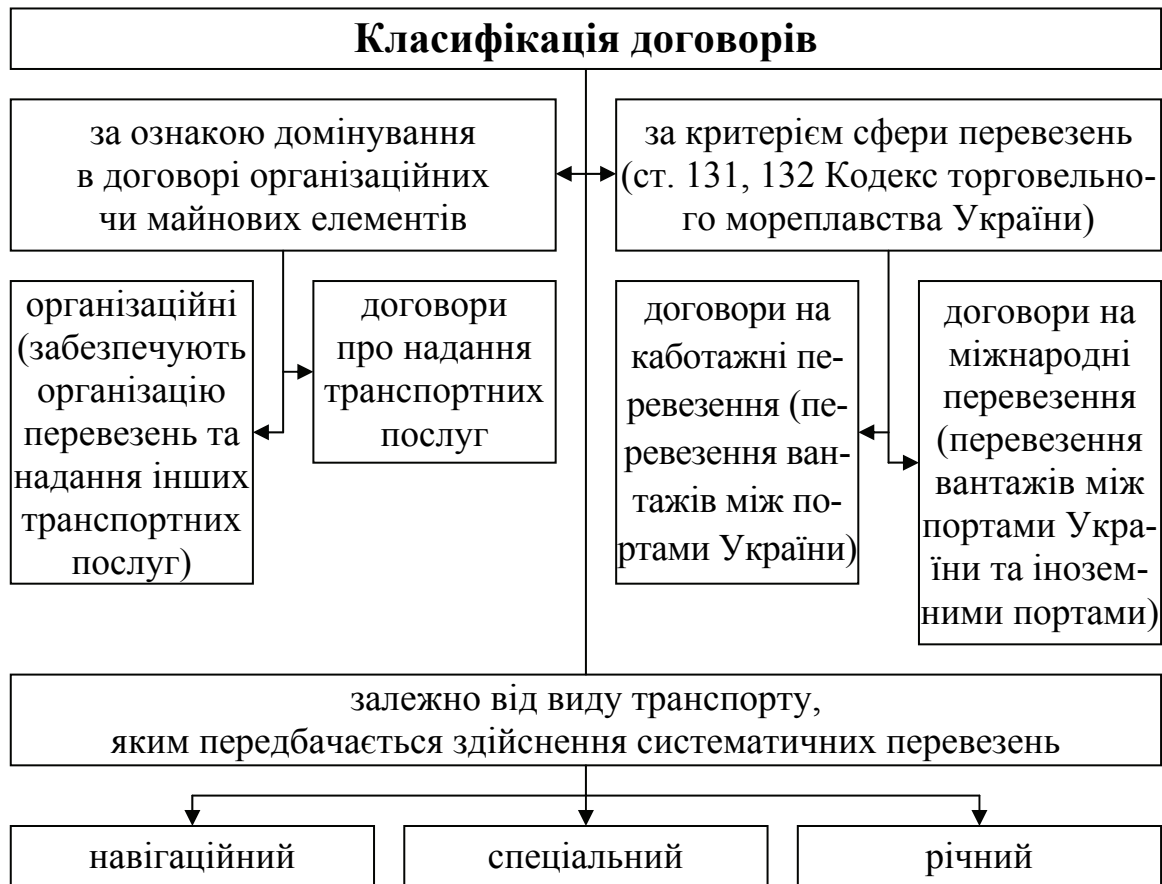 Класифікація договорів
за ознакою домінування
в договорі організаційних
чи майнових елементів
за критерієм сфери перевезень
(ст. 131, 132 Кодекс торговельно-
го мореплавства України)
організаційні
(забезпечують
організацію
перевезень та
надання інших
транспортних
послуг)
договори
про надання
транспортних
послуг
договори на
каботажні пе-
ревезення (пе-
ревезення ван-
тажів між по-
ртами України)
договори на
міжнародні
перевезення
(перевезення
вантажів між
портами Укра-
їни та інозем-
ними портами)
залежно від виду транспорту,
яким передбачається здійснення систематичних перевезень
навігаційний
спеціальний
річний